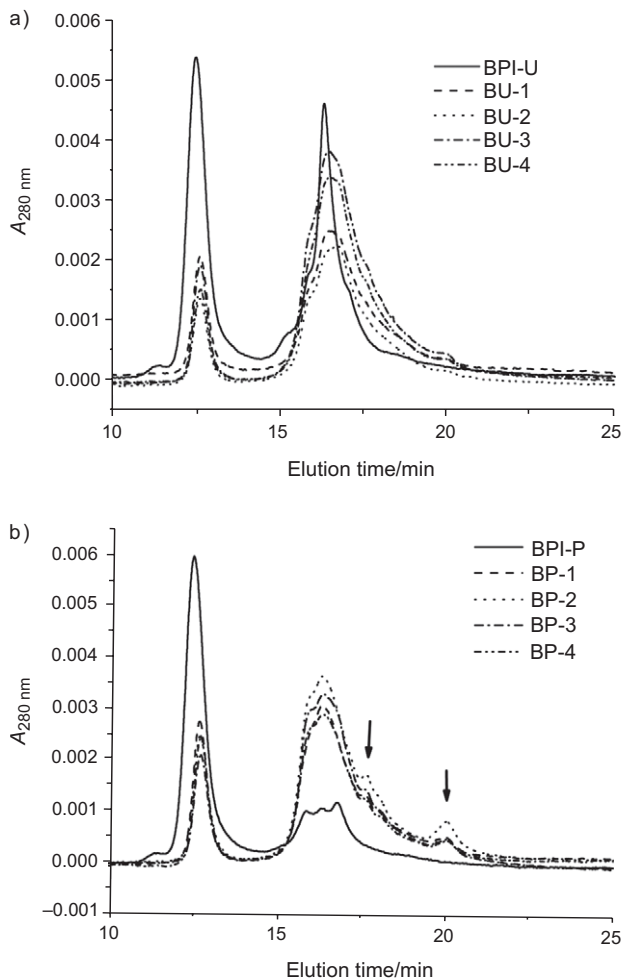 a)
0.006
0.005
0.004
0.003
0.002
0.001
0.000
A280 nm
BPI-U
BU-1
BU-2
BU-3
BU-4
10 15 20 25
Elution time/min
b)
0.006
0.005
0.004
0.003
0.002
0.001
0.000
–0.001
A280 nm
BPI-P
BP-1
BP-2
BP-3
BP-4
10 15 20 25
Elution time/min